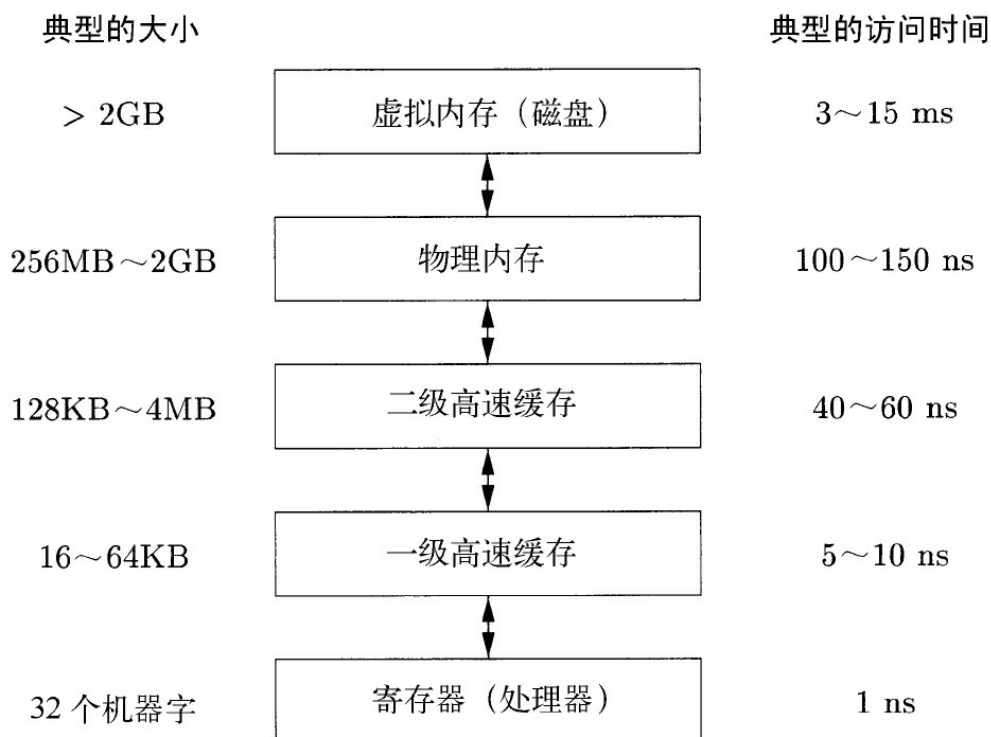 典型的大小 典型的访问时间
> 2GB 虚拟内存（磁盘） 3～15 ms
256MB～2GB 物理内存 100～150 ns
128KB～4MB 二级高速缓存 40～60 ns
16～64KB 一级高速缓存 5～10 ns
32 个机器字 寄存器（处理器） 1 ns